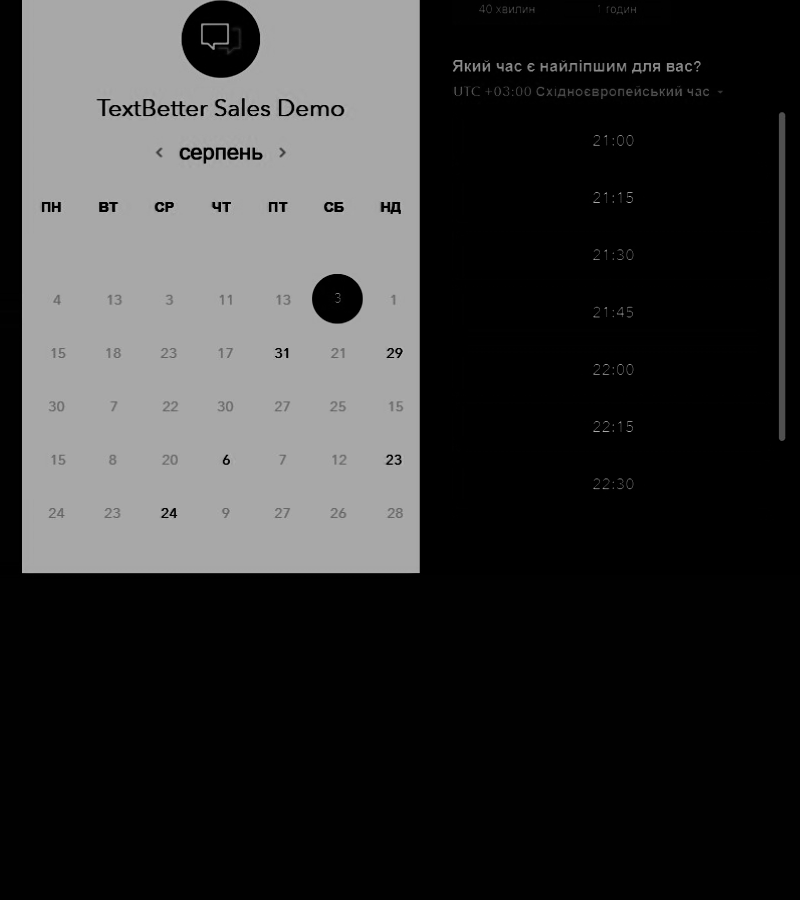 TextBetter Sales Demo
‹ серпень ›
ПН ВТ СР ЧТ ПТ СБ НД
4 13 3 11 13 3 1
15 18 23 17 31 21 29
30 7 22 30 27 25 15
15 8 20 6 7 12 23
24 23 24 9 27 26 28
40 хвилин 1 годин
Який час є найліпшим для вас?
UTC +03:00 Східноєвропейський час
21:00
21:15
21:30
21:45
22:00
22:15
22:30